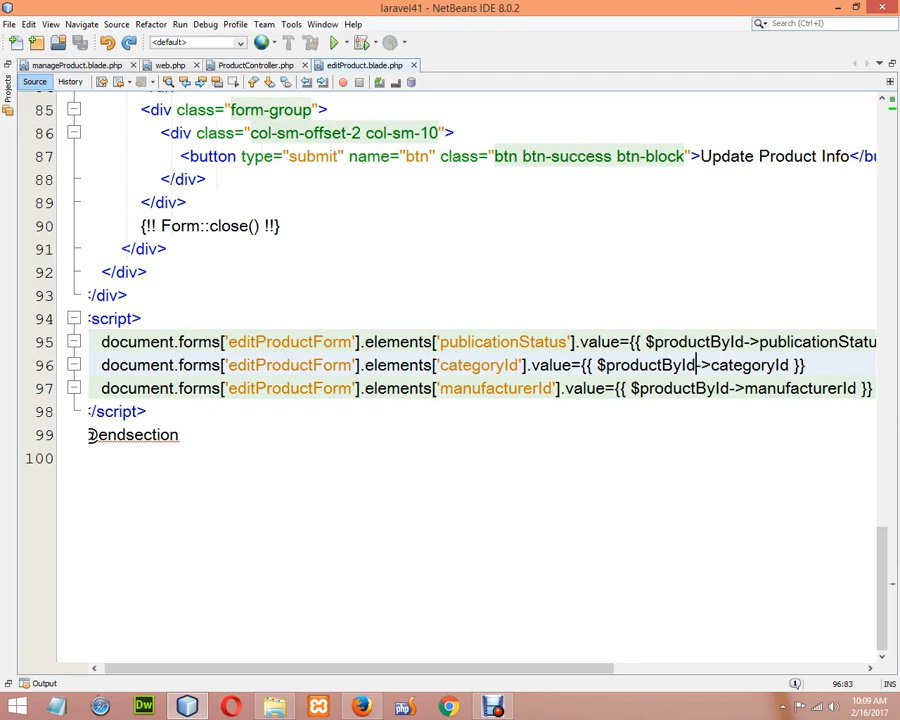 laravel41 - NetBeans IDE 8.0.2
File Edit View Navigate Source Refactor Run Debug Profile Team Tools Window Help
Search (Ctrl+I)
<default>
manageProduct.blade.php web.php ProductController.php editProduct.blade.php
Source History
Projects
85 <div class="form-group">
86 <div class="col-sm-offset-2 col-sm-10">
87 <button type="submit" name="btn" class="btn btn-success btn-block">Update Product Info</bu
88 </div>
89 </div>
90 {!! Form::close() !!}
91 </div>
92 </div>
93 </div>
94 <script>
95 document.forms['editProductForm'].elements['publicationStatus'].value={{ $productById->publicationStatu
96 document.forms['editProductForm'].elements['categoryId'].value={{ $productById->categoryId }}
97 document.forms['editProductForm'].elements['manufacturerId'].value={{ $productById->manufacturerId }}
98 </script>
99 @endsection
100
Output
96:83 INS
Dw
php
10:09 AM
2/16/2017